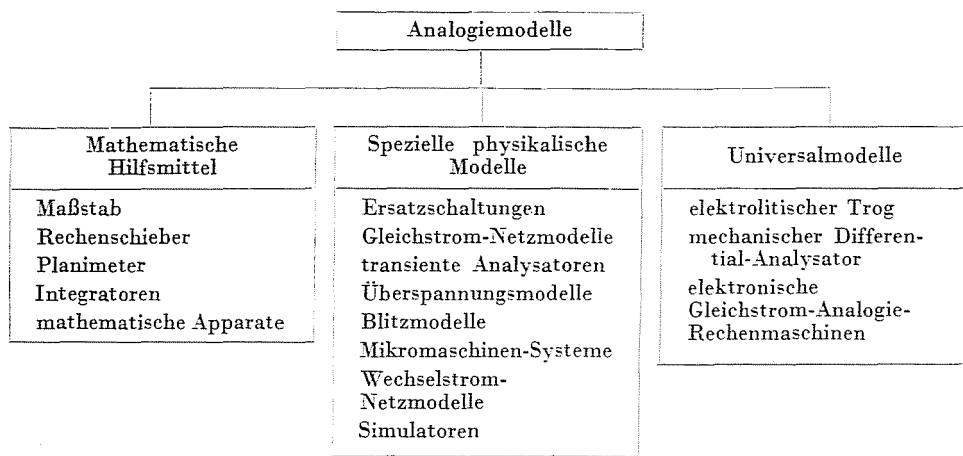 Analogiemodelle
Mathematische
Hilfsmittel
Maßstab
Rechenschieber
Planimeter
Integratoren
mathematische Apparate
Spezielle physikalische
Modelle
Ersatzschaltungen
Gleichstrom-Netzmodelle
transiente Analysatoren
Überspannungsmodelle
Blitzmodelle
Mikromaschinen-Systeme
Wechselstrom-
Netzmodelle
Simulatoren
Universalmodelle
elektrolitischer Trog
mechanischer Differen-
tial-Analysator
elektronische
Gleichstrom-Analogie-
Rechenmaschinen